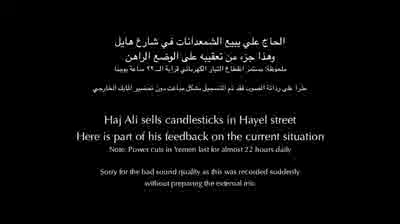 الحاج علي يبيع الشمعدانات في شارع هايل
وهذا جزء من تعقيبه على الوضع الراهن
ملحوظة: يستمر انقطاع التيار الكهربائي قرابة الـ ٢٢ ساعة يوميًا
عذرا على رداءة الصوت فقد تم التسجيل بشكل مباغت دون تحضير المايك الخارجي
Haj Ali sells candlesticks in Hayel street
Here is part of his feedback on the current situation
Note: Power cuts in Yemen last for almost 22 hours daily
Sorry for the bad sound quality as this was recorded suddenly
without preparing the external mic